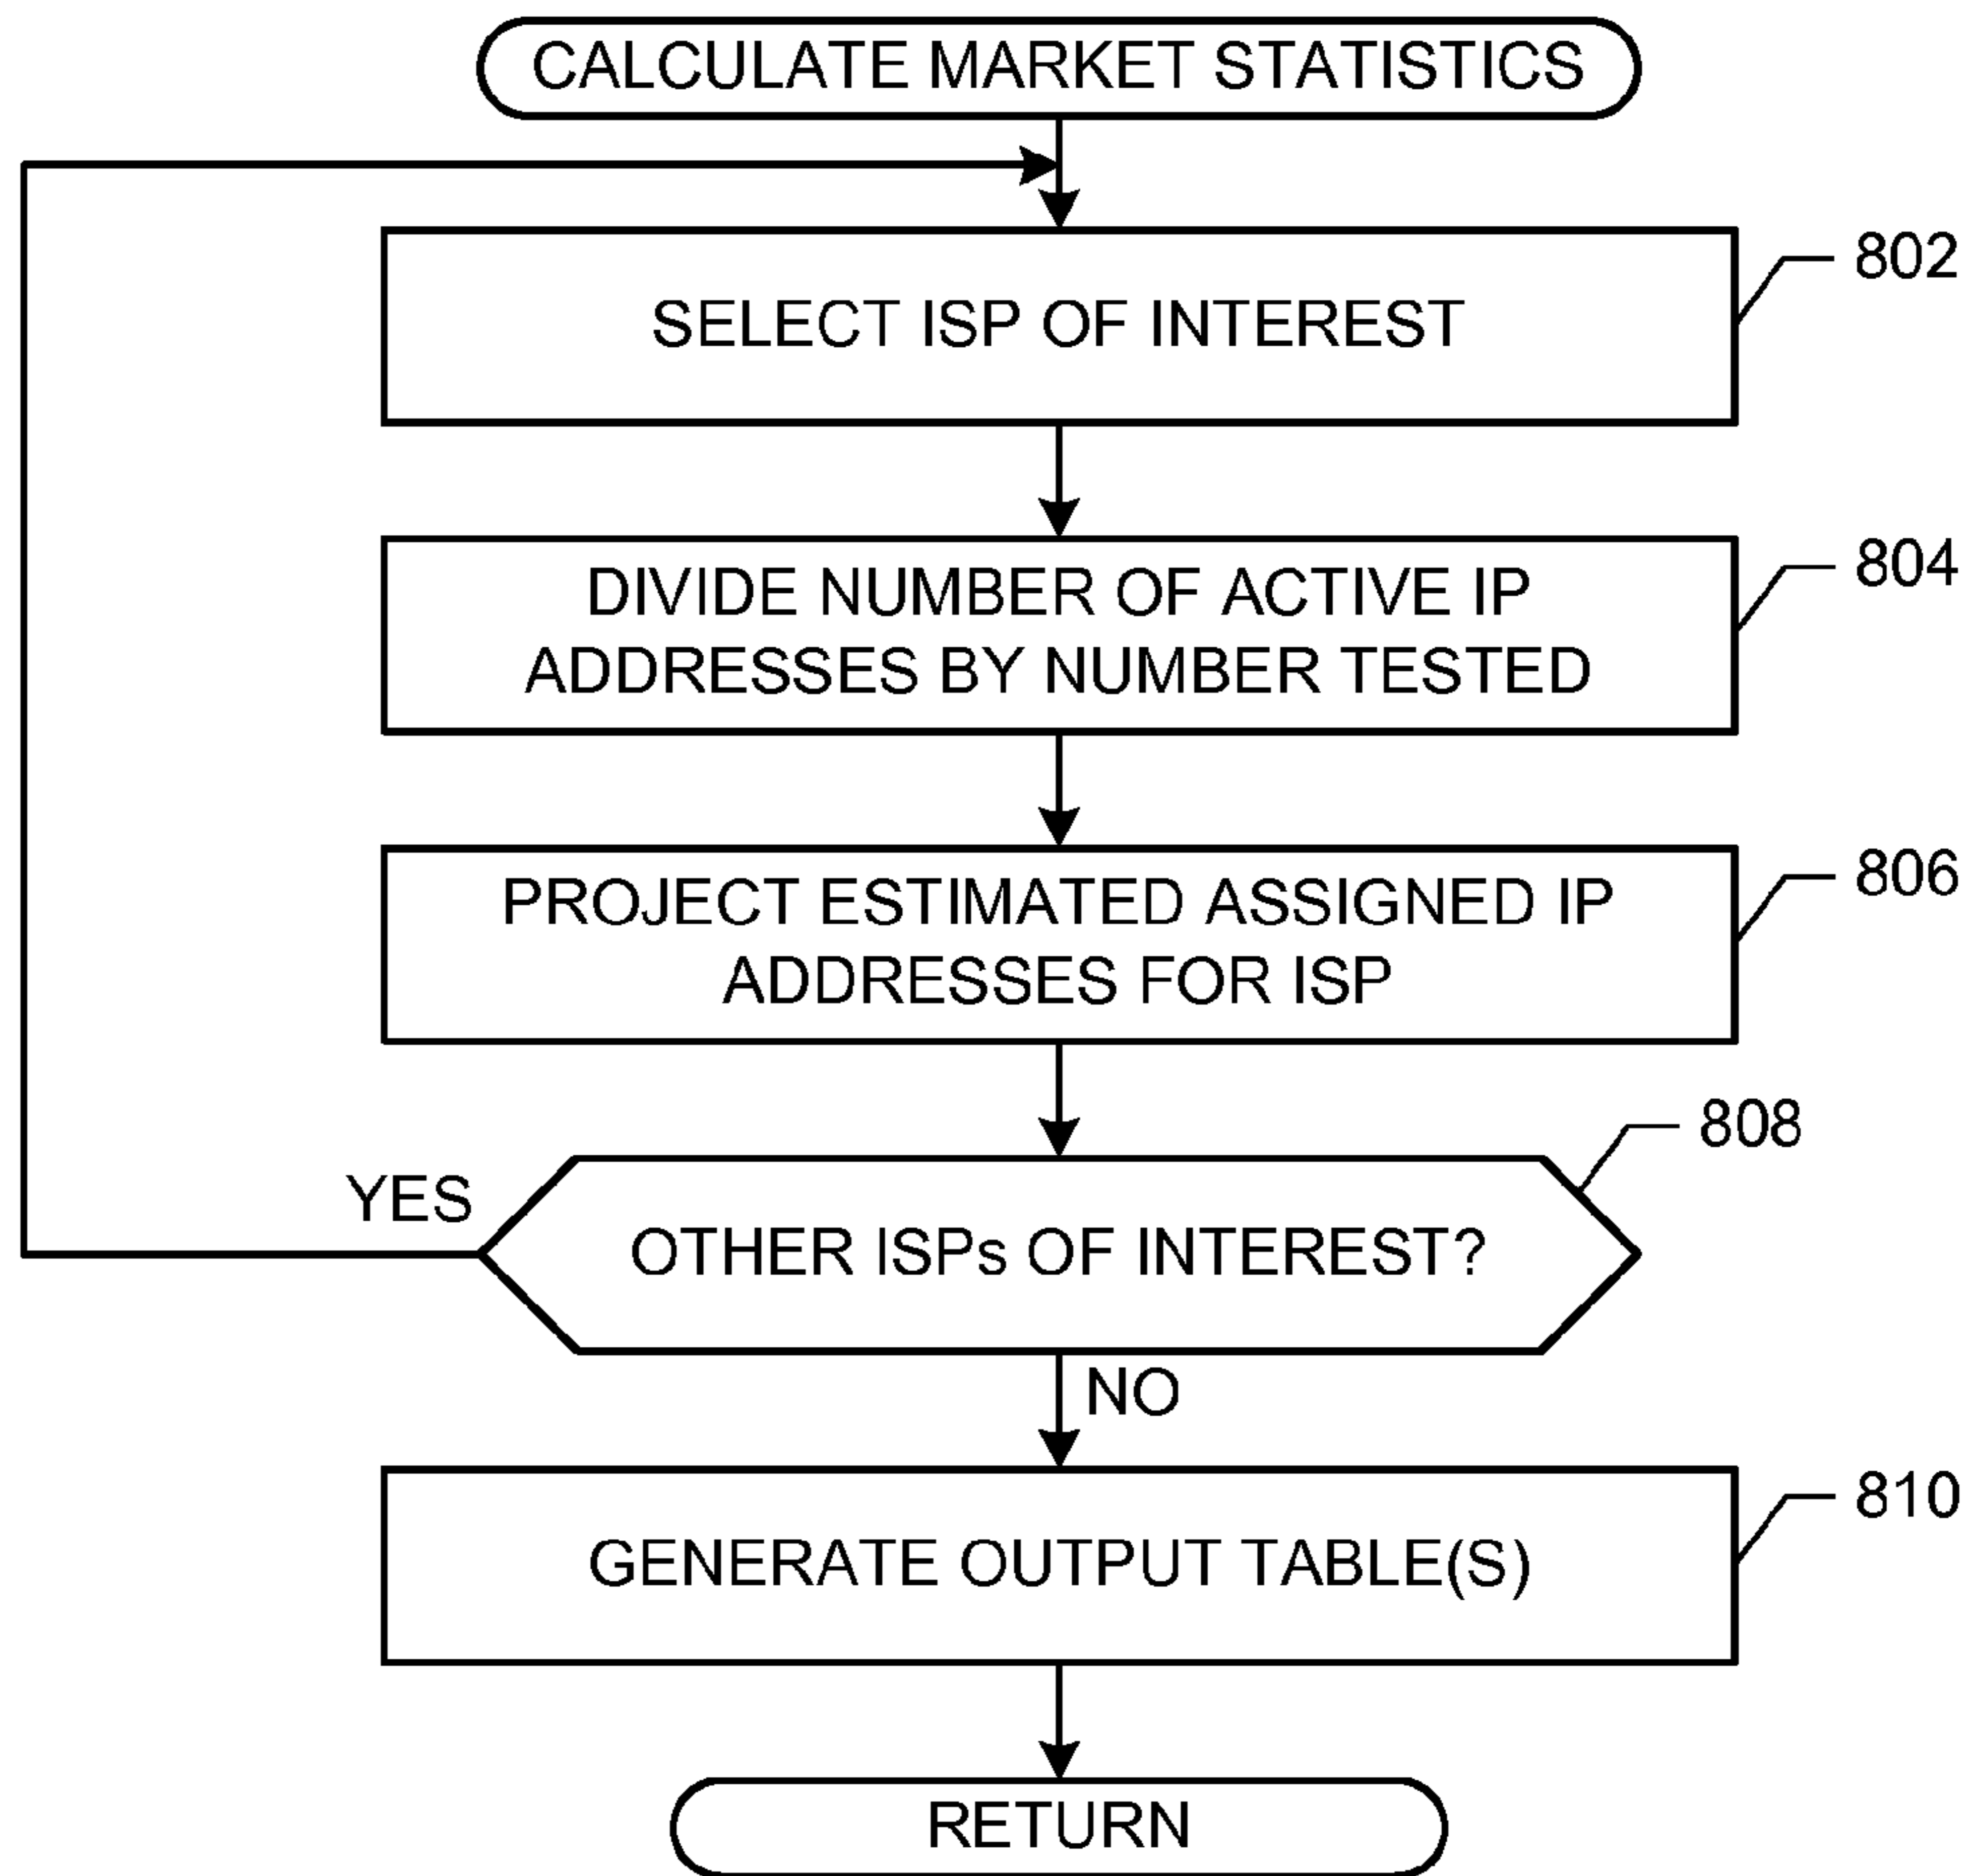 CALCULATE MARKET STATISTICS
802
SELECT ISP OF INTEREST
804
DIVIDE NUMBER OF ACTIVE IP
ADDRESSES BY NUMBER TESTED
806
PROJECT ESTIMATED ASSIGNED IP
ADDRESSES FOR ISP
808
YES
OTHER ISPs OF INTEREST?
NO
810
GENERATE OUTPUT TABLE(S)
RETURN